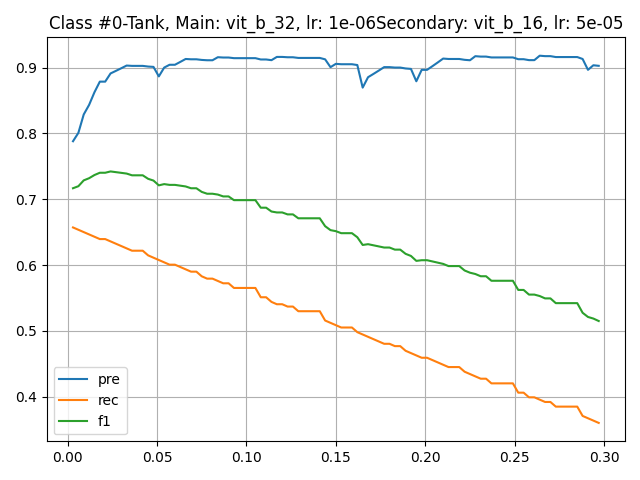 Class #0-Tank, Main: vit_b_32, lr: 1e-06Secondary: vit_b_16, lr: 5e-05
0.9
0.8
0.7
0.6
0.5
0.4
pre
rec
f1
0.00 0.05 0.10 0.15 0.20 0.25 0.30